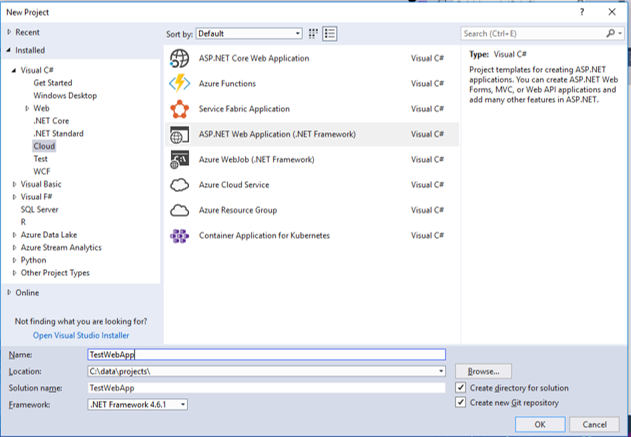 New Project
?
Recent
Installed
Visual C#
Get Started
Windows Desktop
Web
.NET Core
.NET Standard
Cloud
Test
WCF
Visual Basic
Visual F#
SQL Server
R
Azure Data Lake
Azure Stream Analytics
Python
Other Project Types
Online
Not finding what you are looking for?
Open Visual Studio Installer
Sort by: Default
ASP.NET Core Web Application Visual C#
Azure Functions Visual C#
Service Fabric Application Visual C#
ASP.NET Web Application (.NET Framework) Visual C#
Azure WebJob (.NET Framework) Visual C#
Azure Cloud Service Visual C#
Azure Resource Group Visual C#
Container Application for Kubernetes Visual C#
Search (Ctrl+E)
Type: Visual C#
Project templates for creating ASP.NET
applications. You can create ASP.NET Web
Forms, MVC, or Web API applications and
add many other features in ASP.NET.
Name: TestWebApp
Location: C:\data\projects\
Browse...
Solution name: TestWebApp
Create directory for solution
Framework: .NET Framework 4.6.1
Create new Git repository
OK
Cancel